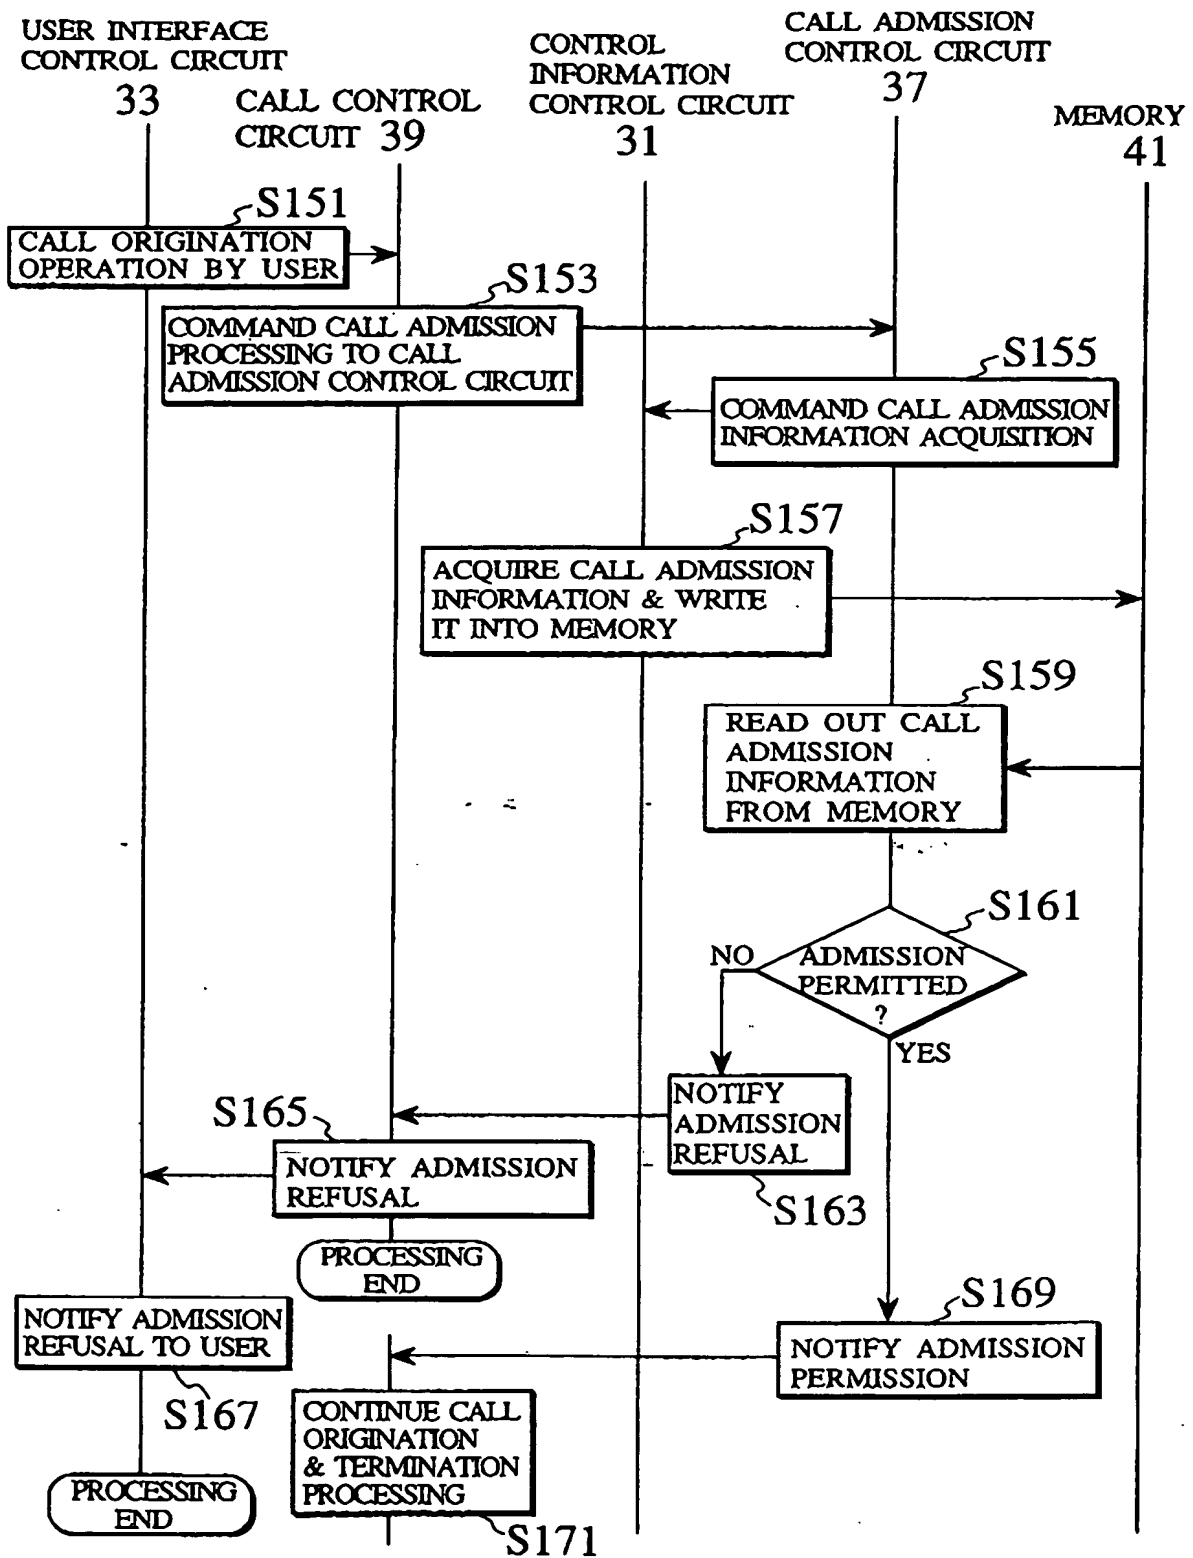 USER INTERFACE
CONTROL CIRCUIT
33
CALL CONTROL
CIRCUIT 39
CONTROL
INFORMATION
CONTROL CIRCUIT
31
CALL ADMISSION
CONTROL CIRCUIT
37
MEMORY
41
S151
CALL ORIGINATION
OPERATION BY USER
S153
COMMAND CALL ADMISSION
PROCESSING TO CALL
ADMISSION CONTROL CIRCUIT
S155
COMMAND CALL ADMISSION
INFORMATION ACQUISITION
S157
ACQUIRE CALL ADMISSION
INFORMATION & WRITE
IT INTO MEMORY
S159
READ OUT CALL
ADMISSION
INFORMATION
FROM MEMORY
S161
NO
ADMISSION
PERMITTED
?
YES
NOTIFY
ADMISSION
REFUSAL
S163
S165
NOTIFY ADMISSION
REFUSAL
PROCESSING
END
NOTIFY ADMISSION
REFUSAL TO USER
S167
PROCESSING
END
S169
NOTIFY ADMISSION
PERMISSION
CONTINUE CALL
ORIGINATION
& TERMINATION
PROCESSING
S171